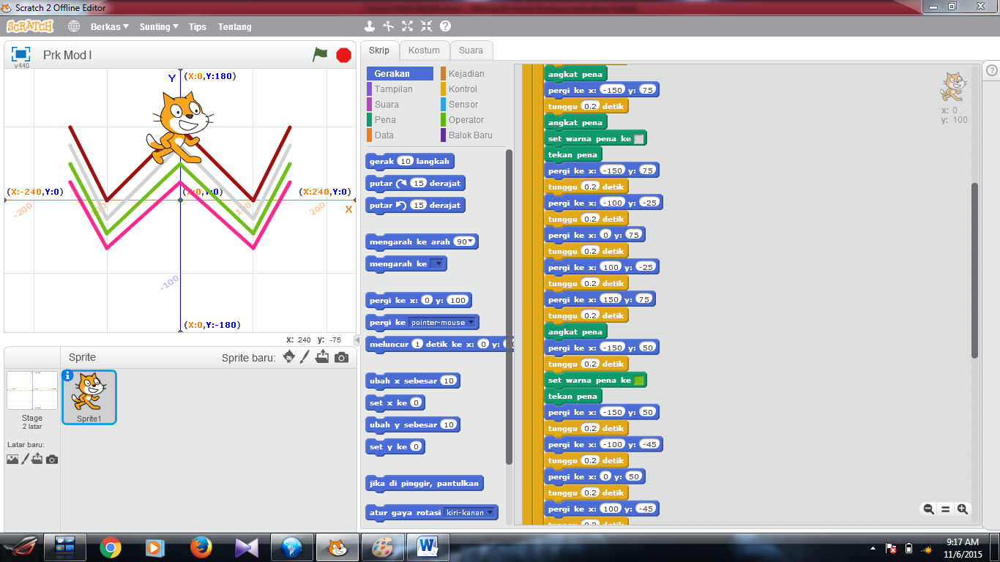 Scratch 2 Offline Editor
SCRATCH
Berkas
Sunting
Tips
Tentang
v440
Prk Mod I
Y
(X:0,Y:180)
(X:-240,Y:0)
(X:0,Y:0)
(X:240,Y:0)
-200
200
X
-100
(X:0,Y:-180)
x: 240 y: -75
Sprite
Sprite baru:
Stage
2 latar
Sprite1
Latar baru:
Skrip
Kostum
Suara
Gerakan
Kejadian
Tampilan
Kontrol
Suara
Sensor
Pena
Operator
Data
Balok Baru
gerak 10 langkah
putar 15 derajat
putar 15 derajat
mengarah ke arah 90
mengarah ke
pergi ke x: 0 y: 100
pergi ke pointer-mouse
meluncur 1 detik ke x: 0 y:
ubah x sebesar 10
set x ke 0
ubah y sebesar 10
set y ke 0
jika di pinggir, pantulkan
atur gaya rotasi kiri-kanan
angkat pena
pergi ke x: -150 y: 75
tunggu 0.2 detik
angkat pena
set warna pena ke
tekan pena
pergi ke x: -150 y: 75
tunggu 0.2 detik
pergi ke x: -100 y: -25
tunggu 0.2 detik
pergi ke x: 0 y: 75
tunggu 0.2 detik
pergi ke x: 100 y: -25
tunggu 0.2 detik
pergi ke x: 150 y: 75
tunggu 0.2 detik
angkat pena
pergi ke x: -150 y: 50
tunggu 0.2 detik
set warna pena ke
tekan pena
pergi ke x: -150 y: 50
tunggu 0.2 detik
pergi ke x: -100 y: -45
tunggu 0.2 detik
pergi ke x: 0 y: 50
tunggu 0.2 detik
pergi ke x: 100 y: -45
tunggu 0.2 detik
x: 0
y: 100
9:17 AM
11/6/2015